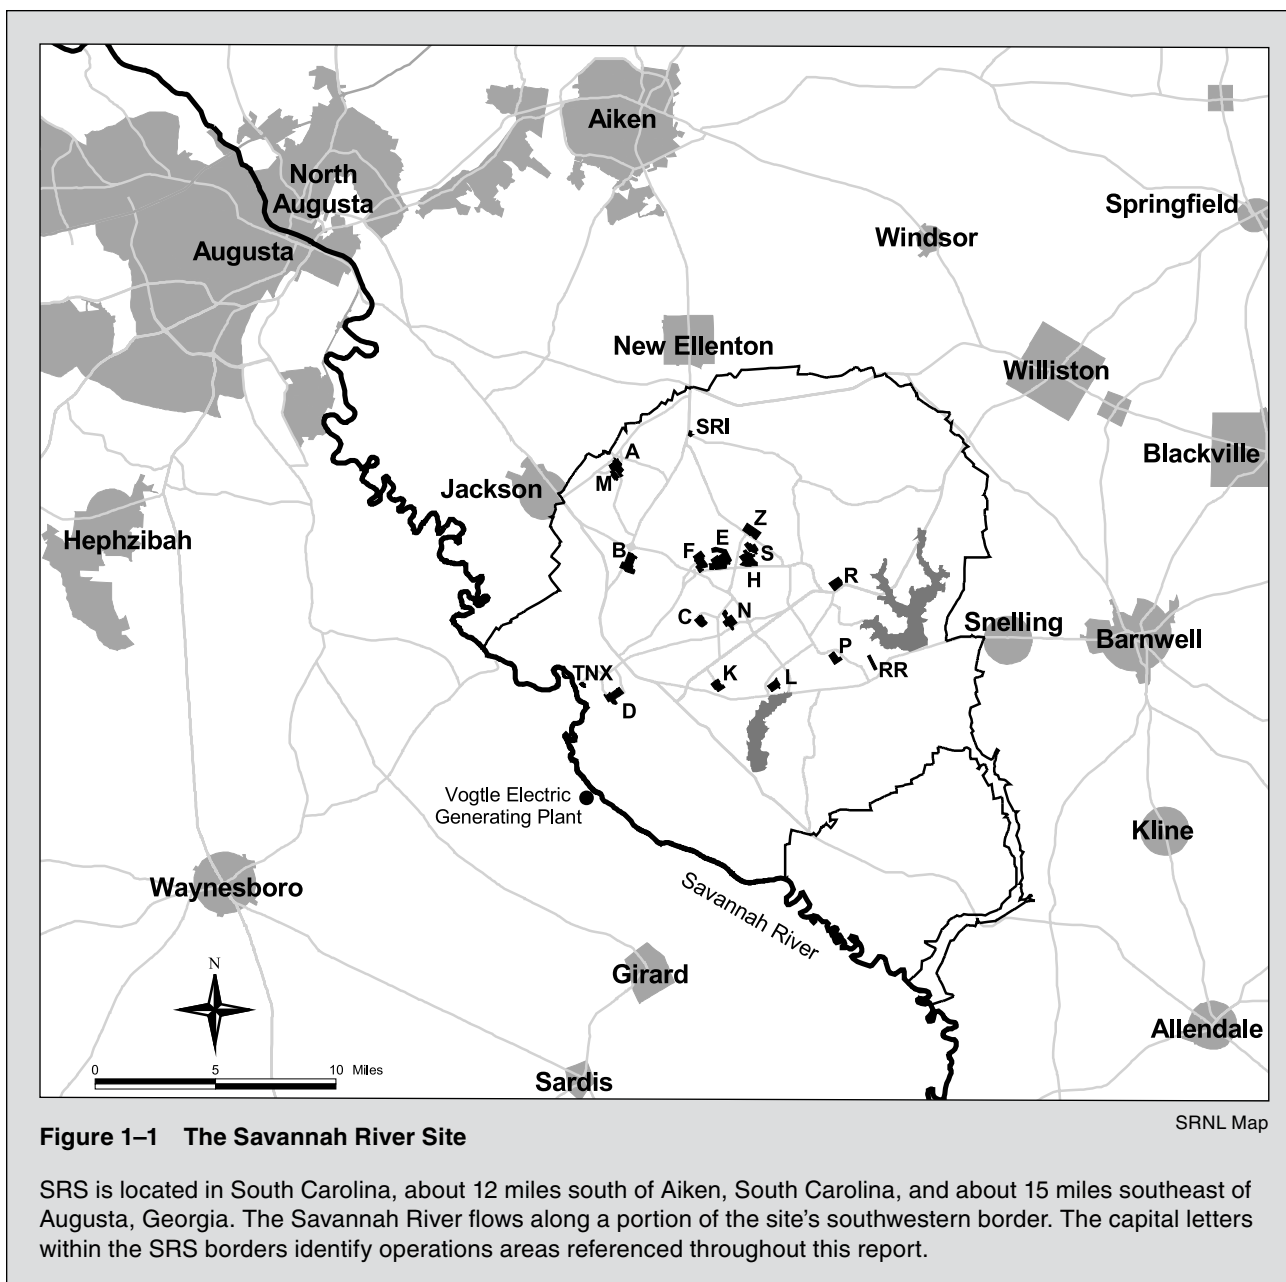 Aiken
North
Augusta
Springfield
Windsor
Augusta
New Ellenton
Williston
SRI
A
Blackville
M
Jackson
Z
Hephzibah
B
F
E
S
H
R
C
N
Snelling
Barnwell
P
RR
TNX
K
L
D
Vogtle Electric
Generating Plant
Kline
Waynesboro
Savannah River
N
Girard
Allendale
0 5 10 Miles
Sardis
SRNL Map
Figure 1–1 The Savannah River Site
SRS is located in South Carolina, about 12 miles south of Aiken, South Carolina, and about 15 miles southeast of
Augusta, Georgia. The Savannah River flows along a portion of the site's southwestern border. The capital letters
within the SRS borders identify operations areas referenced throughout this report.